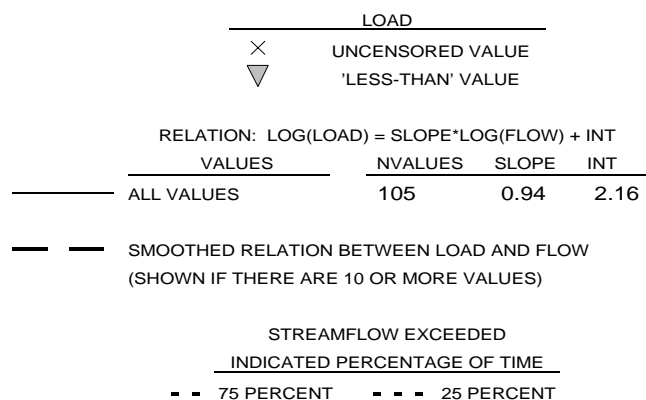 LOAD
UNCENSORED VALUE
'LESS-THAN' VALUE
RELATION: LOG(LOAD) = SLOPE*LOG(FLOW) + INT
VALUES NVALUES SLOPE INT
ALL VALUES 105 0.94 2.16
SMOOTHED RELATION BETWEEN LOAD AND FLOW
(SHOWN IF THERE ARE 10 OR MORE VALUES)
STREAMFLOW EXCEEDED
INDICATED PERCENTAGE OF TIME
75 PERCENT 25 PERCENT